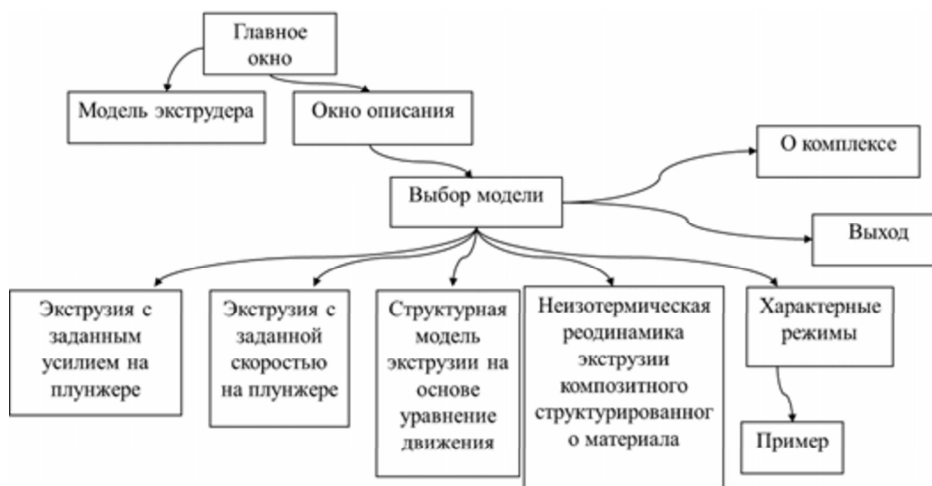 Главное
окно
Модель экструдера
Окно описания
О комплексе
Выбор модели
Выход
Экструзия с
заданным
усилием на
плунжере
Экструзия с
заданной
скоростью
на плунжере
Структурная
модель
экструзии на
основе
уравнение
движения
Неизотермическая
реодинамика
экструзии
композитного
структурированног
о материала
Характерные
режимы
Пример